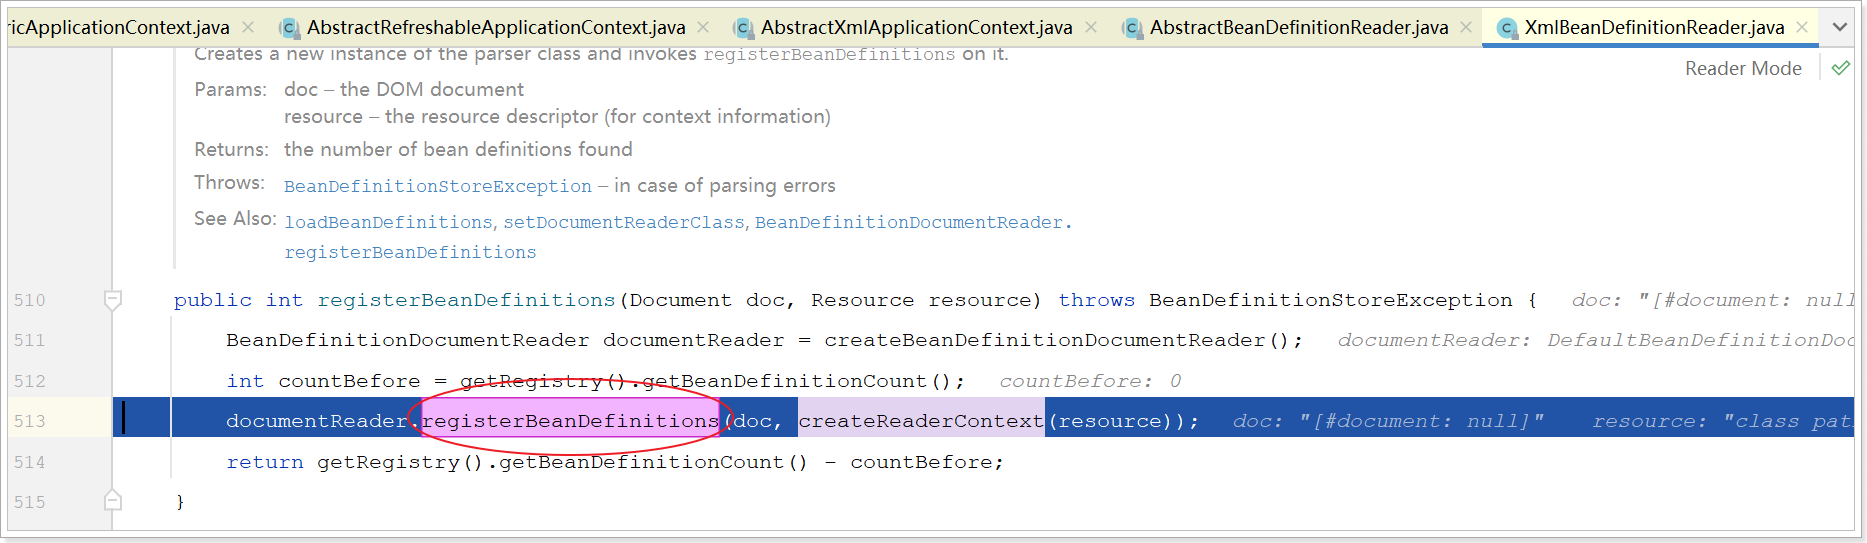 ricApplicationContext.java AbstractRefreshableApplicationContext.java AbstractXmlApplicationContext.java AbstractBeanDefinitionReader.java XmlBeanDefinitionReader.java
Creates a new instance of the parser class and invokes registerBeanDefinitions on it.
Reader Mode
Params: doc – the DOM document
resource – the resource descriptor (for context information)
Returns: the number of bean definitions found
Throws: BeanDefinitionStoreException – in case of parsing errors
See Also: loadBeanDefinitions, setDocumentReaderClass, BeanDefinitionDocumentReader.
registerBeanDefinitions
510 public int registerBeanDefinitions(Document doc, Resource resource) throws BeanDefinitionStoreException { doc: "[#document: null
511 BeanDefinitionDocumentReader documentReader = createBeanDefinitionDocumentReader(); documentReader: DefaultBeanDefinitionDoc
512 int countBefore = getRegistry().getBeanDefinitionCount(); countBefore: 0
513 documentReader.registerBeanDefinitions(doc, createReaderContext(resource)); doc: "[#document: null]" resource: "class pat
514 return getRegistry().getBeanDefinitionCount() - countBefore;
515 }